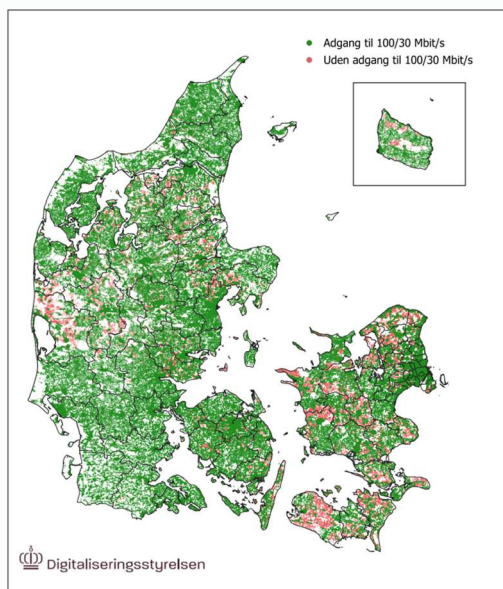 Adgang til 100/30 Mbit/s
Uden adgang til 100/30 Mbit/s
Digitaliseringsstyrelsen